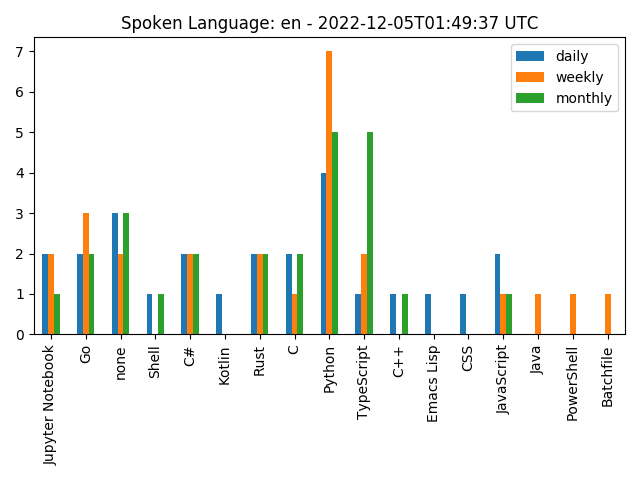 Spoken Language: en - 2022-12-05T01:49:37 UTC
daily
weekly
monthly
7
6
5
4
3
2
1
0
Jupyter Notebook
Go
none
Shell
C#
Kotlin
Rust
C
Python
TypeScript
C++
Emacs Lisp
CSS
JavaScript
Java
PowerShell
Batchfile